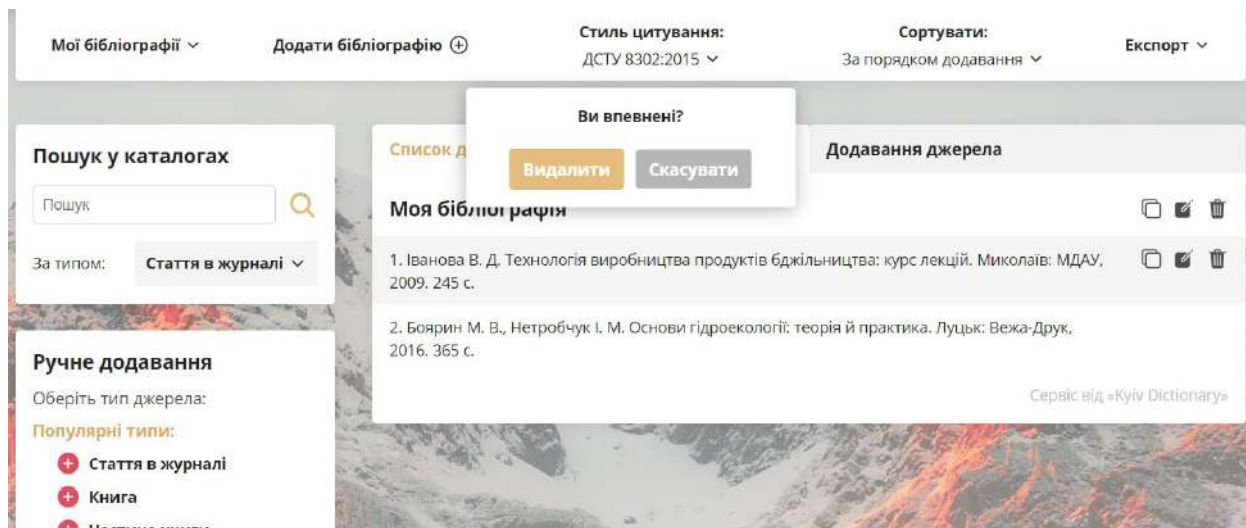 Мої бібліографії
Додати бібліографію
Стиль цитування:
ДСТУ 8302:2015
Сортувати:
За порядком додавання
Експорт
Ви впевнені?
Видалити
Скасувати
Пошук у каталогах
Пошук
За типом:
Стаття в журналі
Ручне додавання
Оберіть тип джерела:
Популярні типи:
Стаття в журналі
Книга
Список д
Додавання джерела
Моя бібліографія
1. Іванова В. Д. Технологія виробництва продуктів бджільництва: курс лекцій. Миколаїв: МДАУ,
2009. 245 с.
2. Боярин М. В., Нетробчук І. М. Основи гідроекології: теорія й практика. Луцьк: Вежа-Друк,
2016. 365 с.
Сервіс від «Kyiv Dictionary»